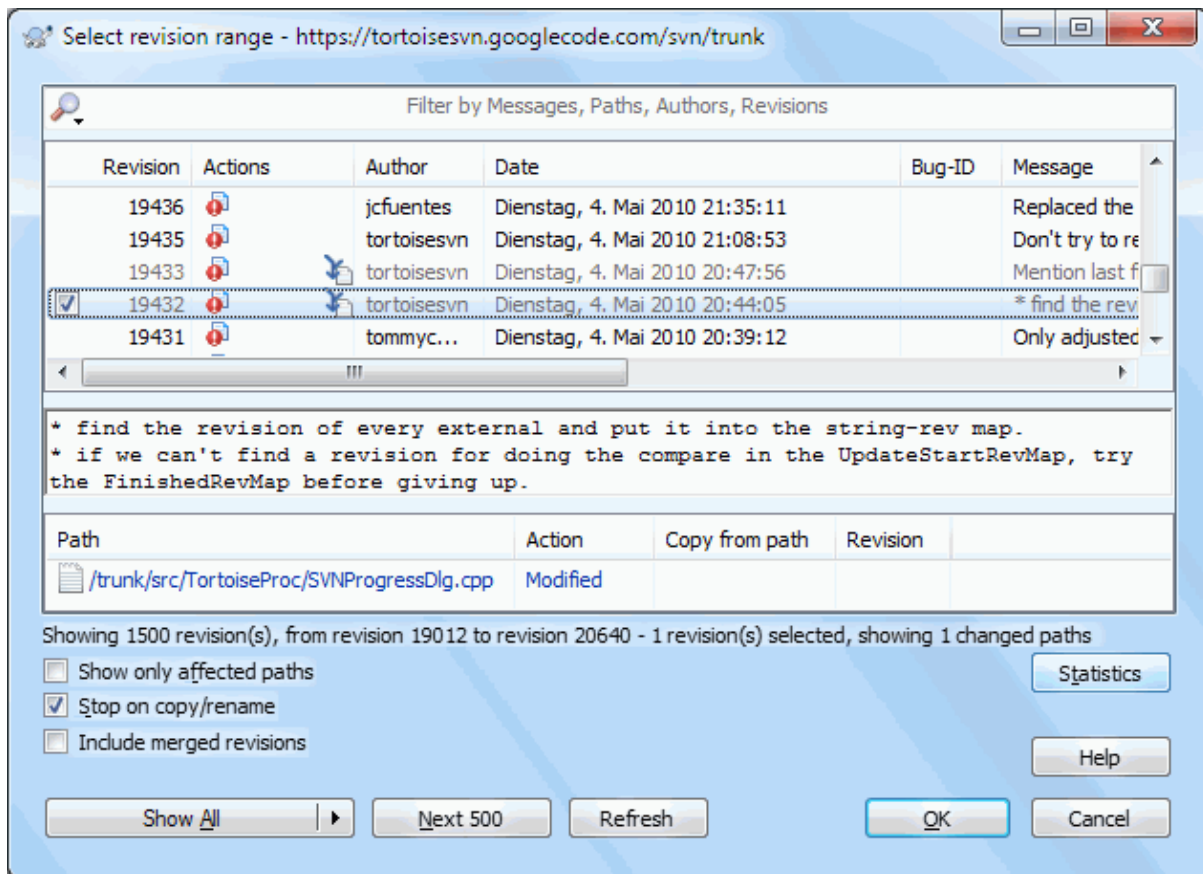 Select revision range - https://tortoisesvn.googlecode.com/svn/trunk
Filter by Messages, Paths, Authors, Revisions
Revision Actions Author Date Bug-ID Message
19436 jcfuentes Dienstag, 4. Mai 2010 21:35:11 Replaced the
19435 tortoisesvn Dienstag, 4. Mai 2010 21:08:53 Don't try to re
19433 tortoisesvn Dienstag, 4. Mai 2010 20:47:56 Mention last f
19432 tortoisesvn Dienstag, 4. Mai 2010 20:44:05 * find the rev
19431 tommyc... Dienstag, 4. Mai 2010 20:39:12 Only adjusted
* find the revision of every external and put it into the string-rev map.
* if we can't find a revision for doing the compare in the UpdateStartRevMap, try
the FinishedRevMap before giving up.
Path Action Copy from path Revision
/trunk/src/TortoiseProc/SVNProgressDlg.cpp Modified
Showing 1500 revision(s), from revision 19012 to revision 20640 - 1 revision(s) selected, showing 1 changed paths
Show only affected paths Statistics
Stop on copy/rename
Include merged revisions
Help
Show All Next 500 Refresh OK Cancel